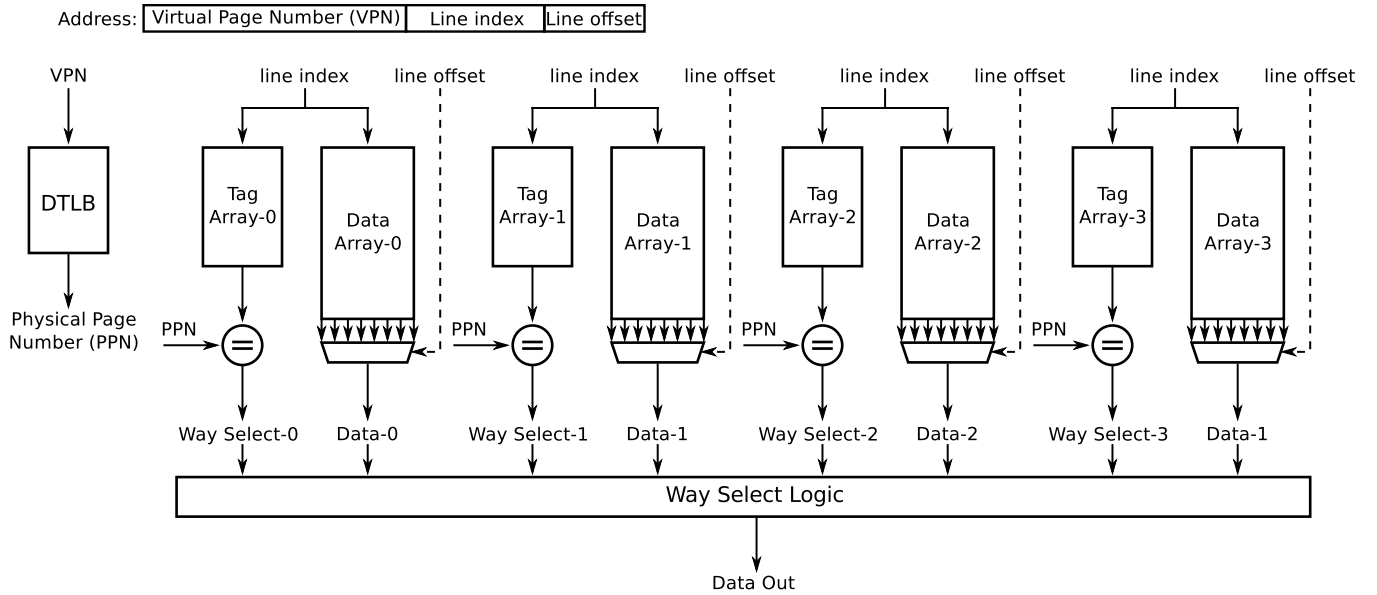 Address: Virtual Page Number (VPN) Line index Line offset
VPN line index line offset line index line offset line index line offset line index line offset
DTLB
Tag
Array-0
Data
Array-0
Tag
Array-1
Data
Array-1
Tag
Array-2
Data
Array-2
Tag
Array-3
Data
Array-3
Physical Page
Number (PPN)
PPN = PPN = PPN = PPN =
Way Select-0 Data-0 Way Select-1 Data-1 Way Select-2 Data-2 Way Select-3 Data-1
Way Select Logic
Data Out